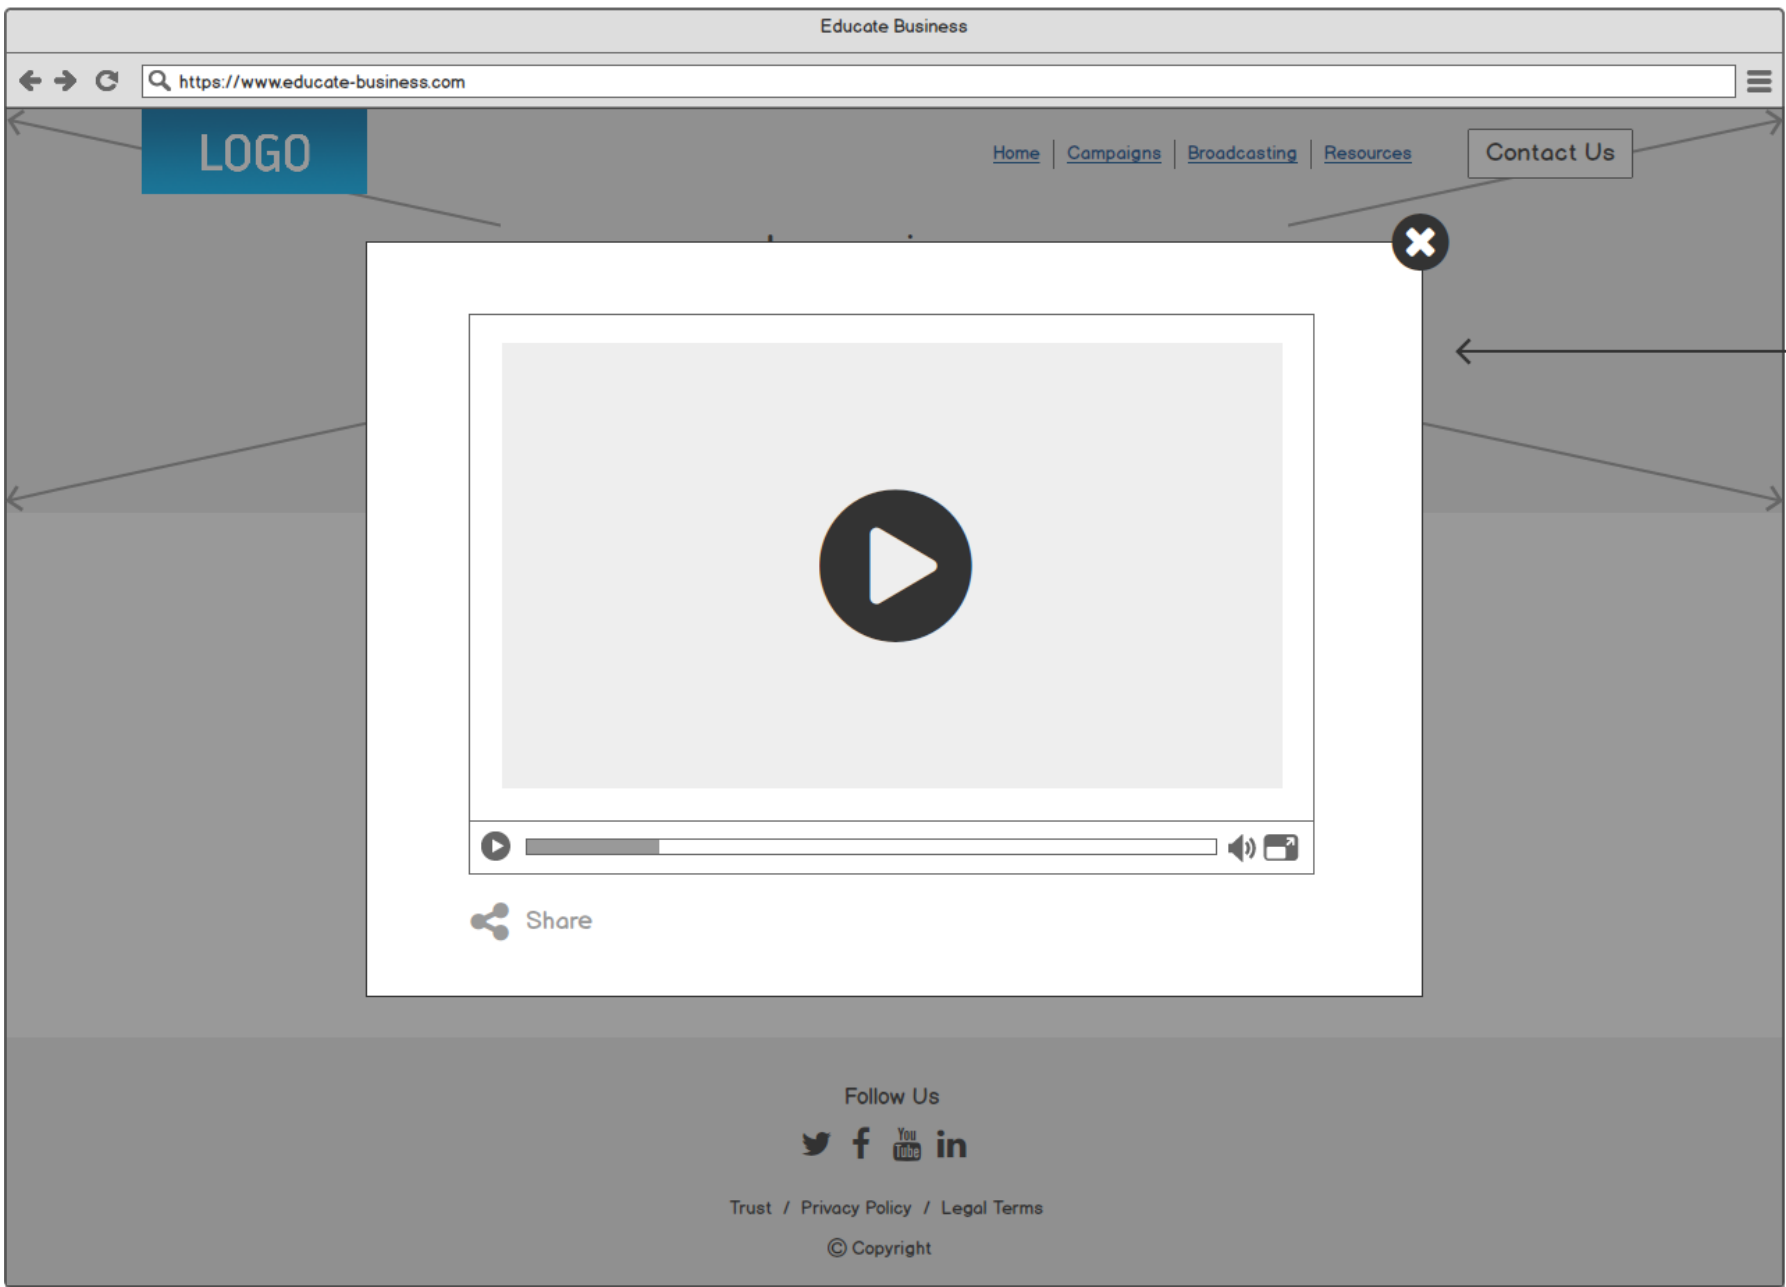 Educate Business
https://www.educate-business.com
LOGO
Home
Campaigns
Broadcasting
Resources
Contact Us
Share
Follow Us
You
Tube
in
Trust / Privacy Policy / Legal Terms
© Copyright